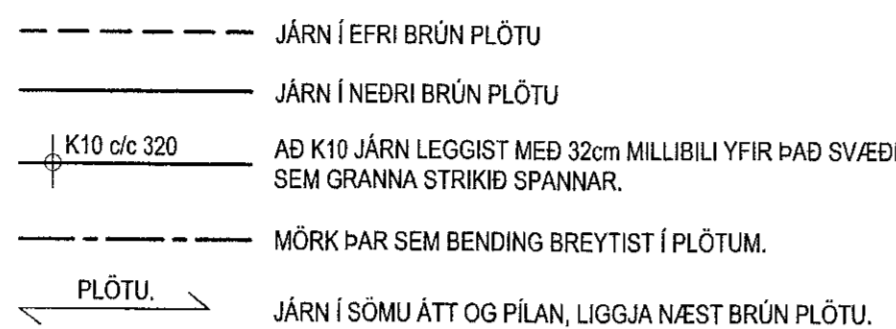 JÁRN Í EFRI BRÚN PLÖTU
JÁRN Í NEÐRI BRÚN PLÖTU
K10 c/c 320
AÐ K10 JÁRN LEGGIST MEÐ 32cm MILLIBILI YFIR ÞAÐ SVÆÐI
SEM GRANNA STRIKIÐ SPANNAR.
MÖRK ÞAR SEM BENDING BREYTIST Í PLÖTUM.
PLÖTU.
JÁRN Í SÖMU ÁTT OG PÍLAN, LIGGJA NÆST BRÚN PLÖTU.